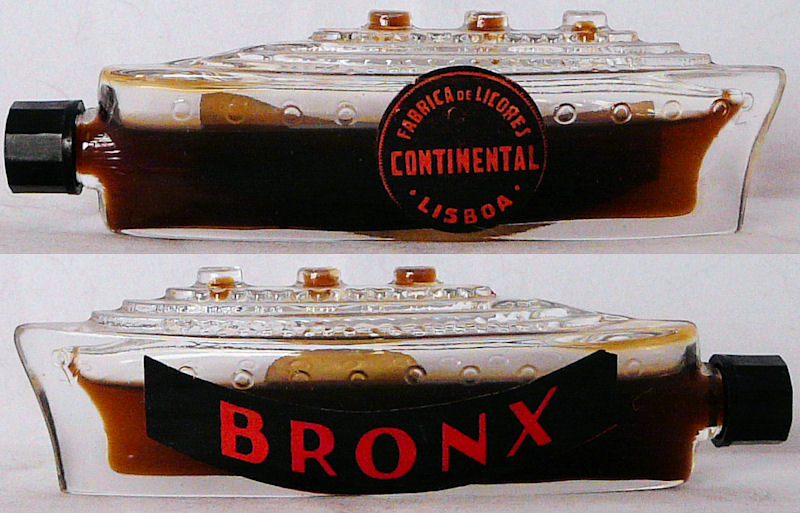 FABRICA DE LICORES
CONTINENTAL
· LISBOA ·
BRONX